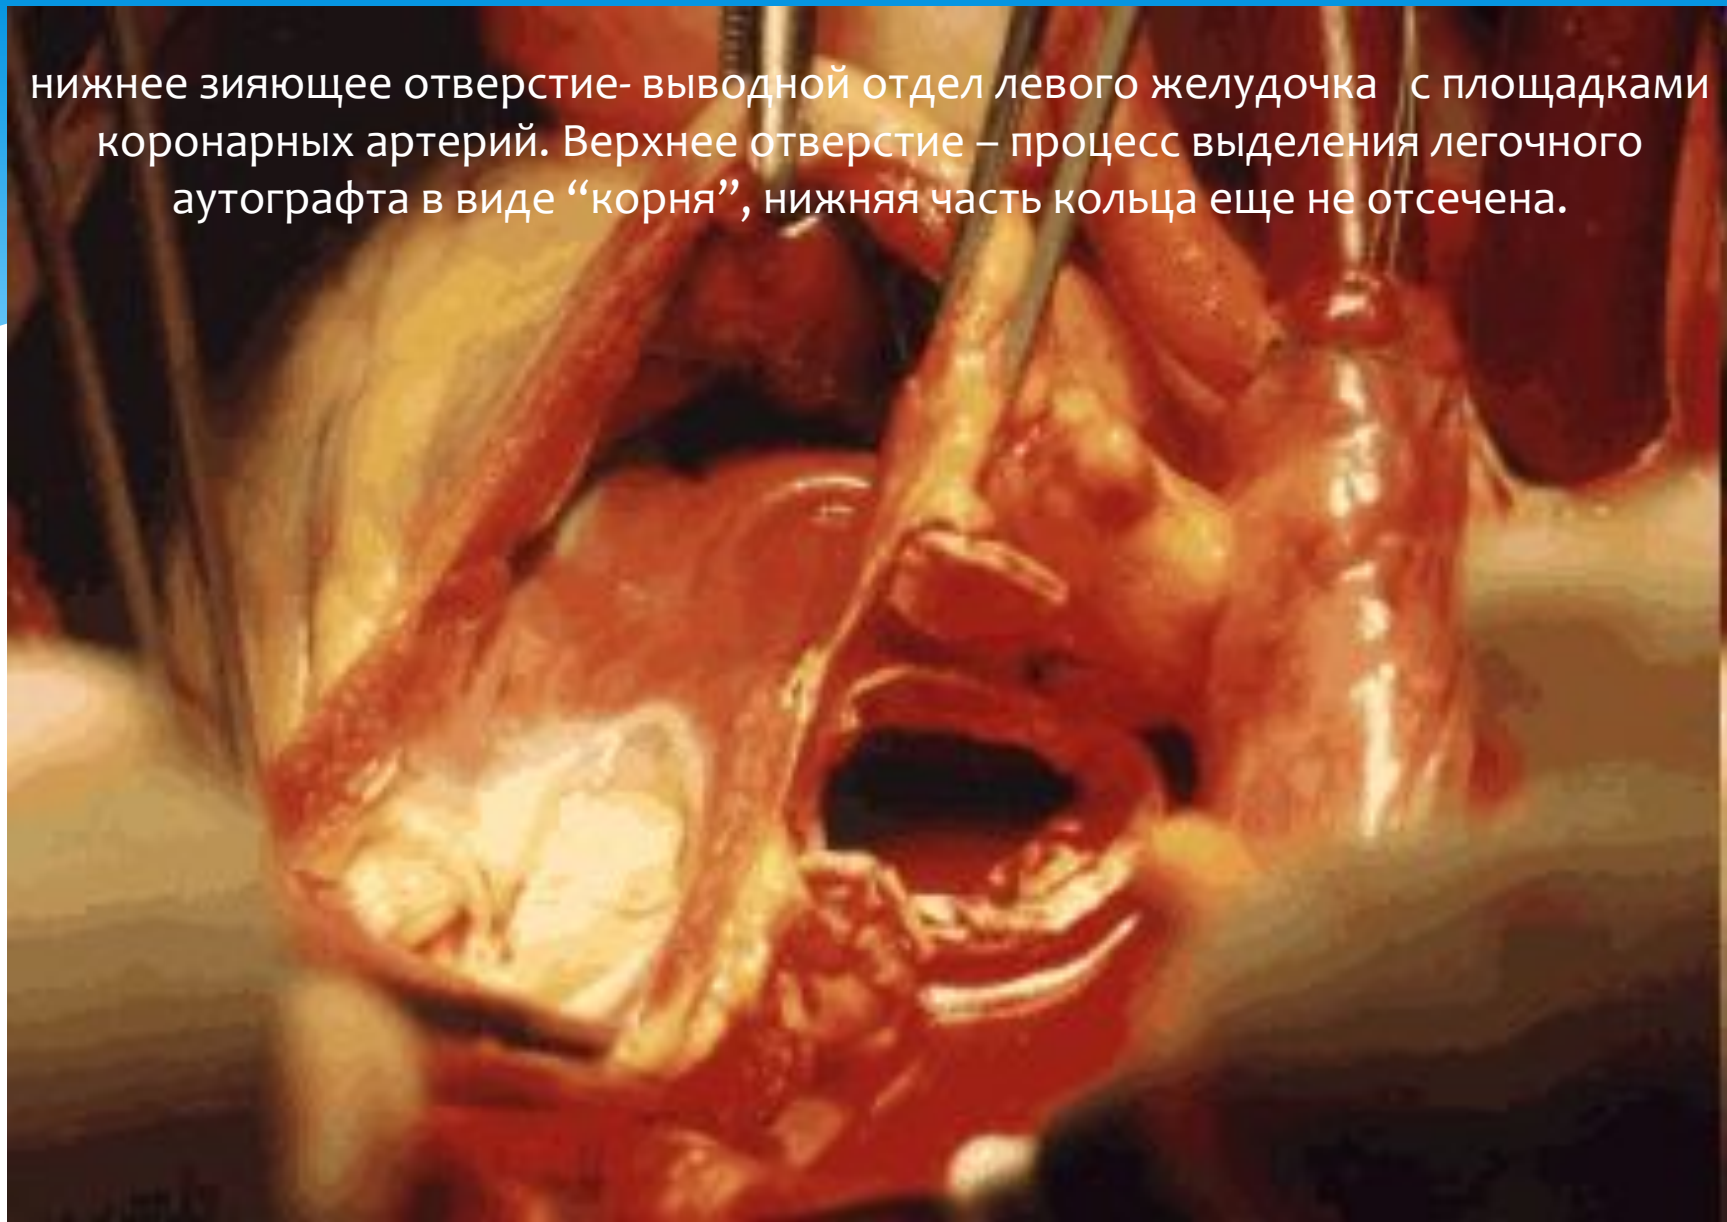 нижнее зияющее отверстие- выводной отдел левого желудочка с площадками
коронарных артерий. Верхнее отверстие – процесс выделения легочного
аутографта в виде “корня”, нижняя часть кольца еще не отсечена.